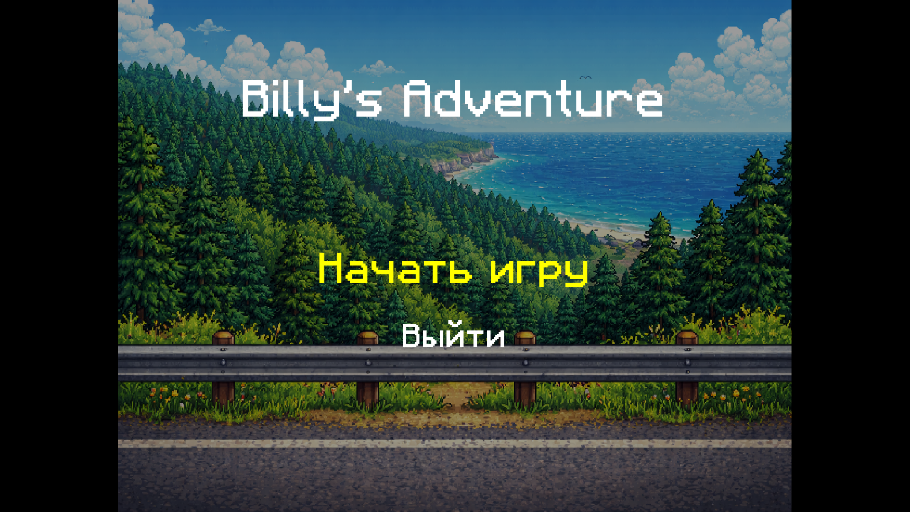 Billy's Adventure
Начать игру
Выйти